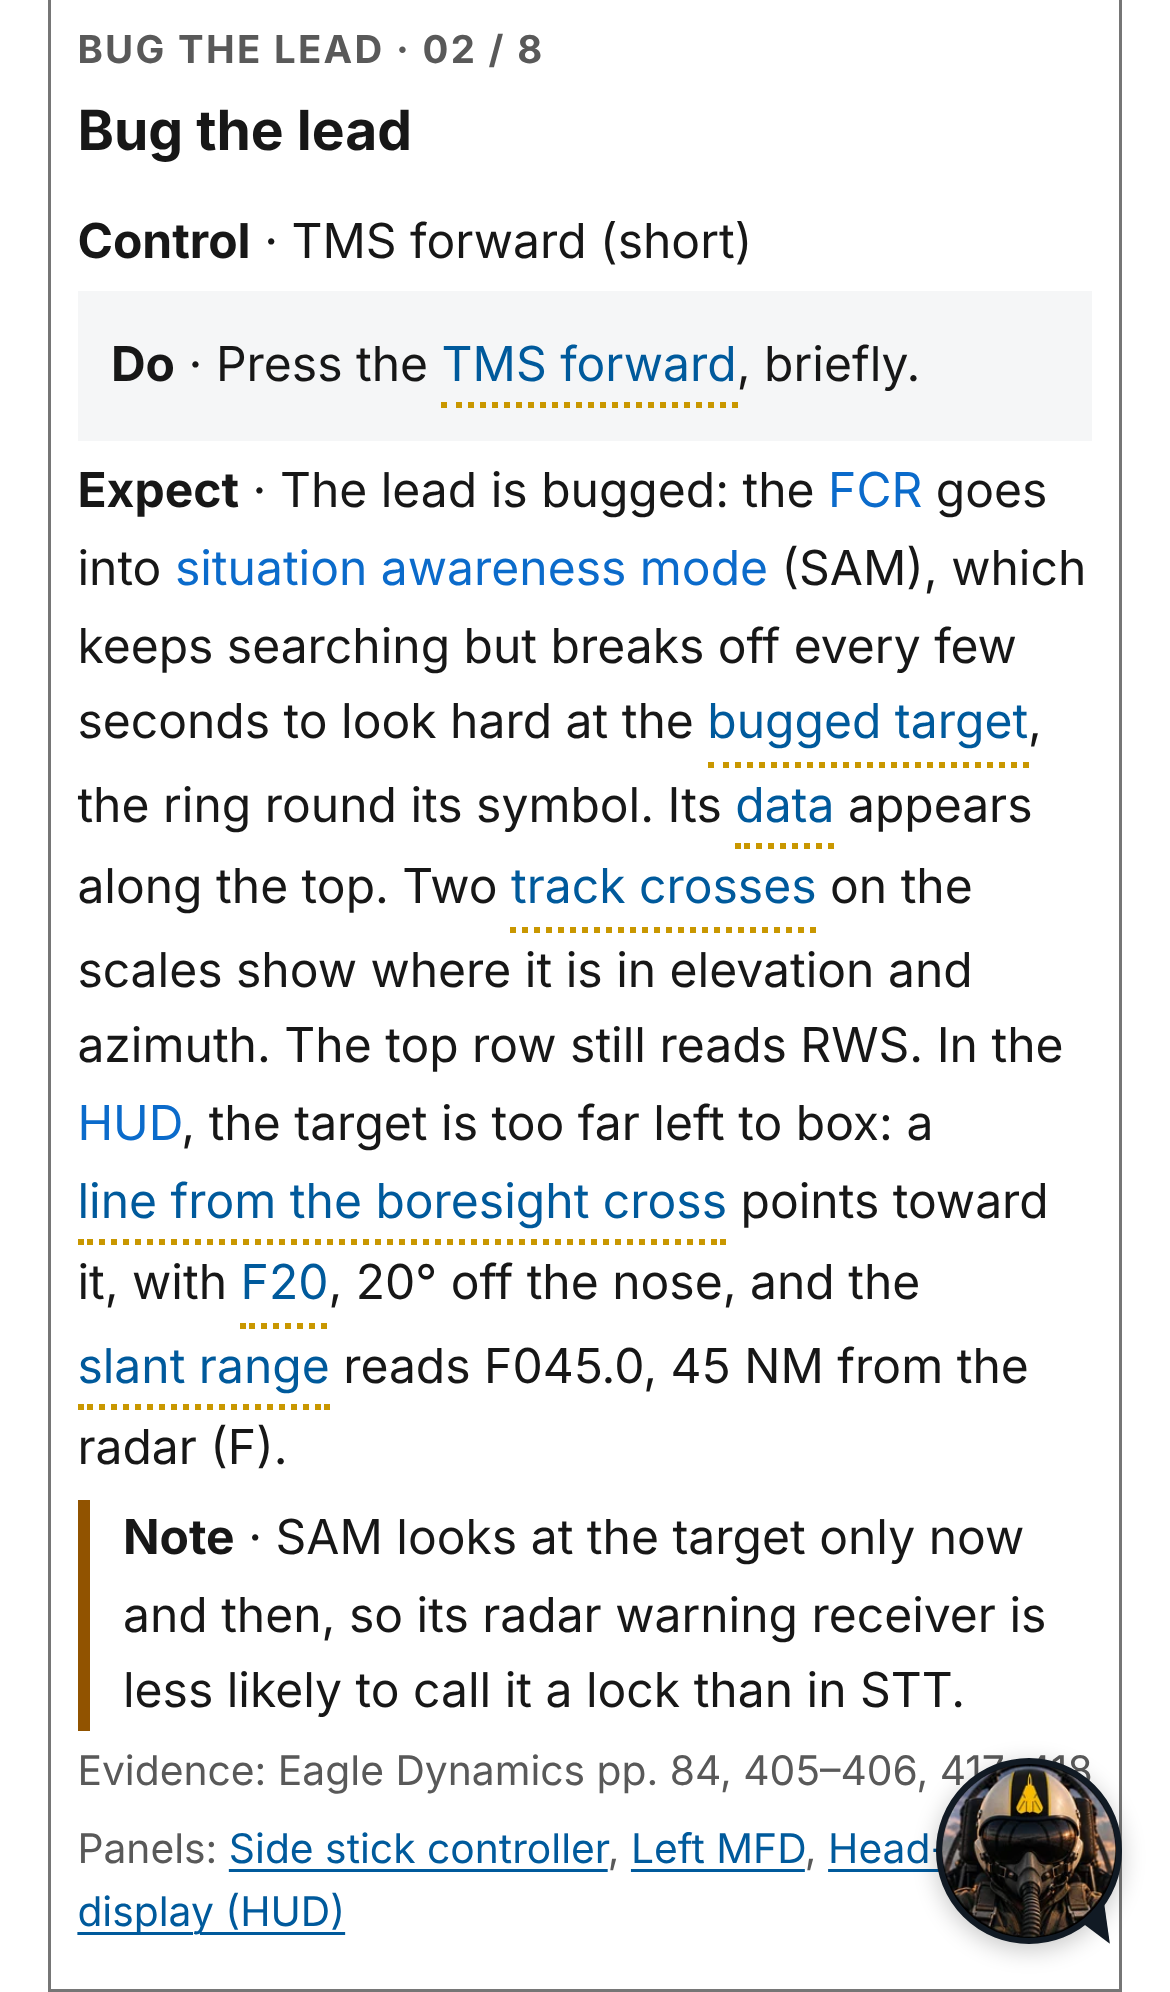 BUG THE LEAD · 02 / 8
Bug the lead
Control · TMS forward (short)
Do · Press the TMS forward, briefly.
Expect · The lead is bugged: the FCR goes
into situation awareness mode (SAM), which
keeps searching but breaks off every few
seconds to look hard at the bugged target,
the ring round its symbol. Its data appears
along the top. Two track crosses on the
scales show where it is in elevation and
azimuth. The top row still reads RWS. In the
HUD, the target is too far left to box: a
line from the boresight cross points toward
it, with F20, 20° off the nose, and the
slant range reads F045.0, 45 NM from the
radar (F).
Note · SAM looks at the target only now
and then, so its radar warning receiver is
less likely to call it a lock than in STT.
Evidence: Eagle Dynamics pp. 84, 405–406,
Panels: Side stick controller, Left MFD, Head-
display (HUD)